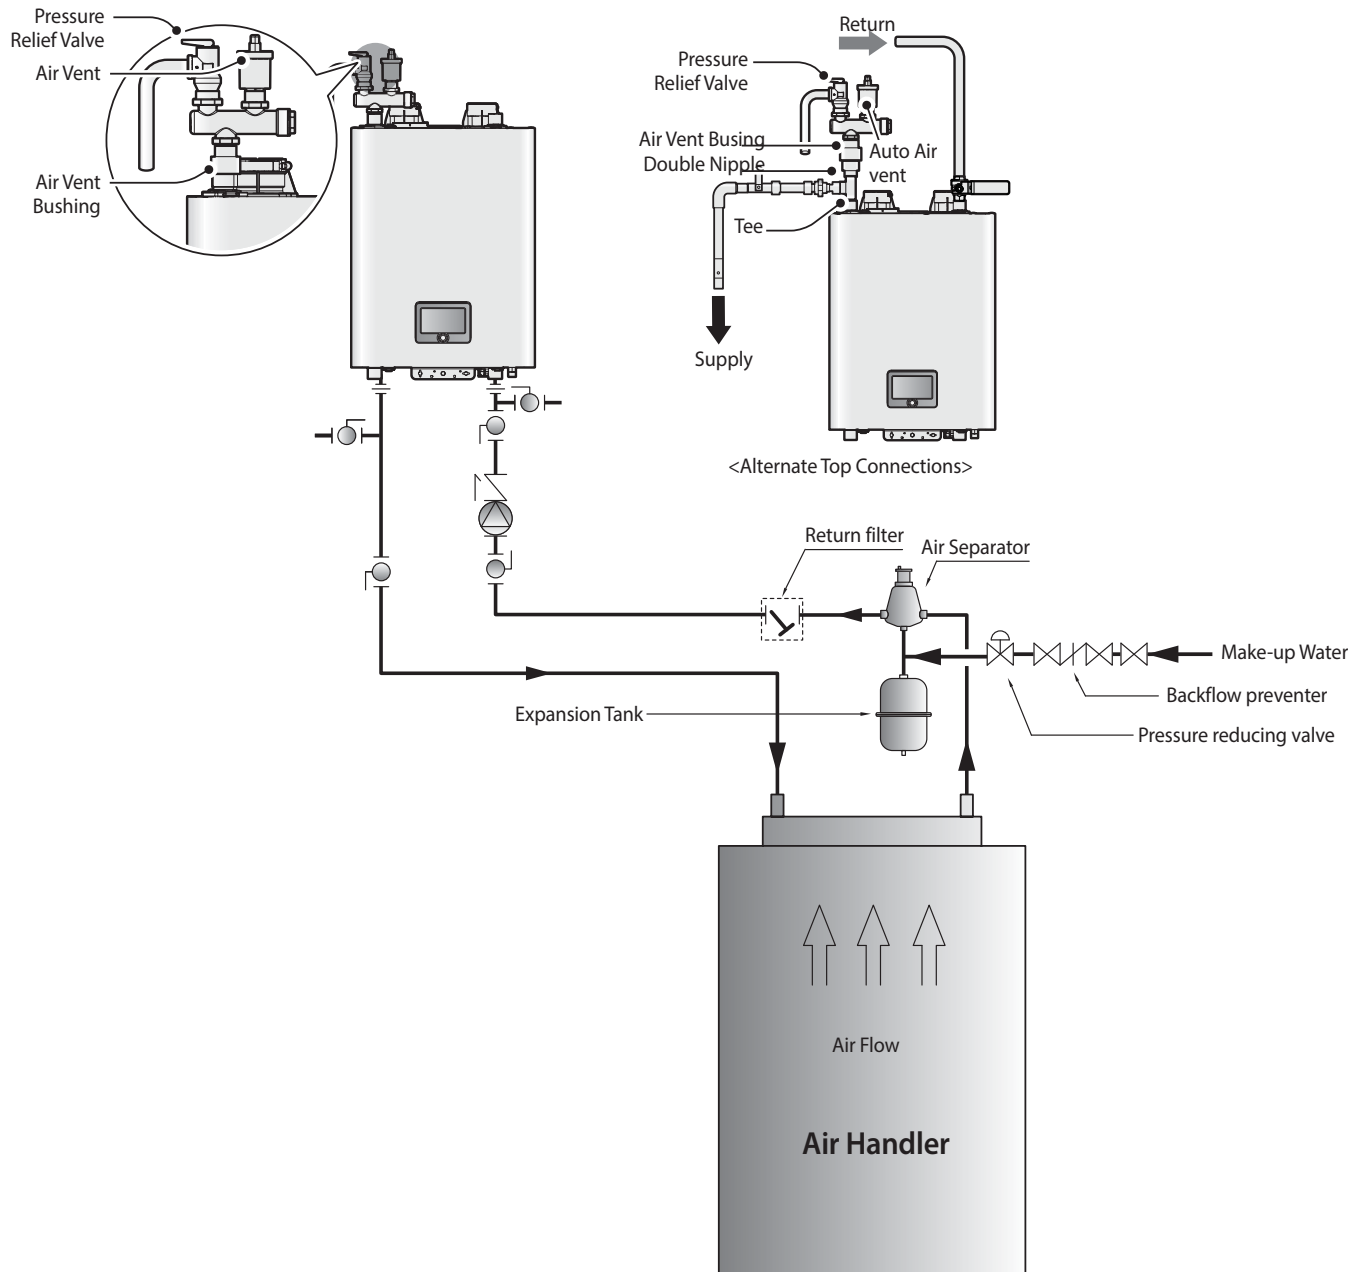 Pressure
Relief Valve
Air Vent
Air Vent
Bushing
Return
Pressure
Relief Valve
Air Vent Busing
Double Nipple
Auto Air
vent
Tee
Supply
<Alternate Top Connections>
Return filter
Air Separator
Make-up Water
Backflow preventer
Expansion Tank
Pressure reducing valve
Air Flow
Air Handler